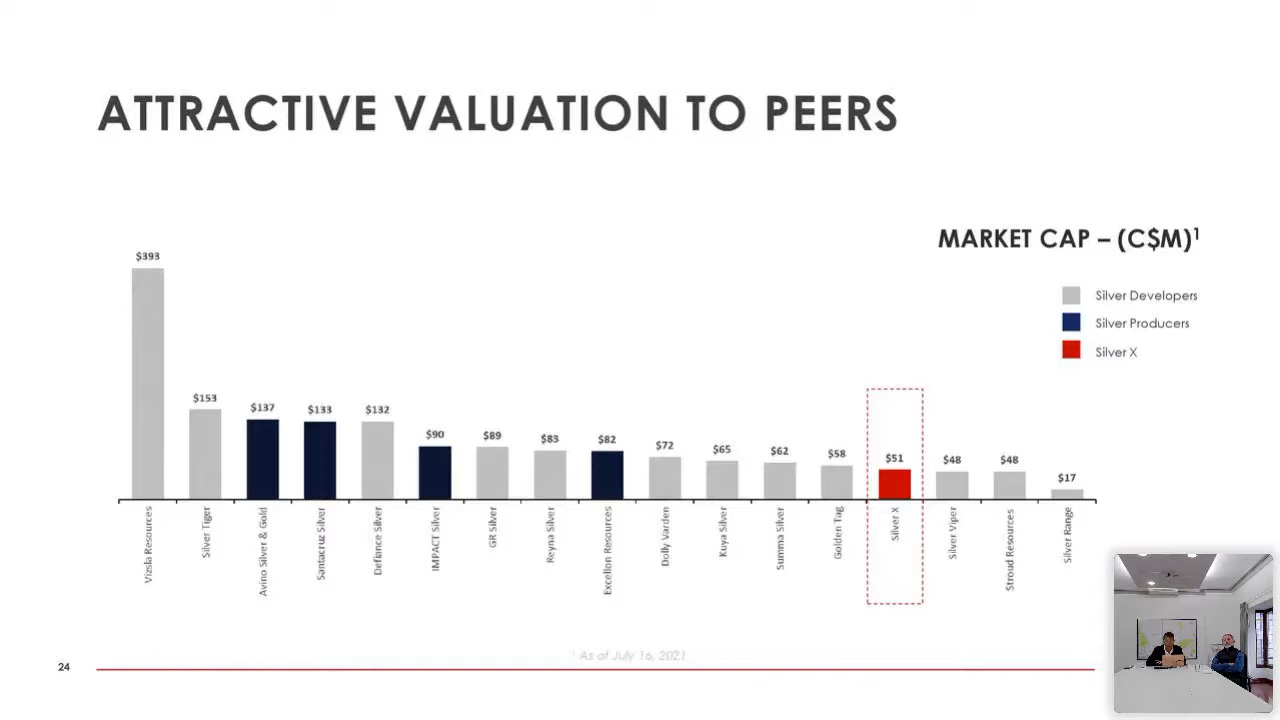 ATTRACTIVE VALUATION TO PEERS
MARKET CAP – (C$M)¹
Silver Developers
Silver Producers
Silver X
$393
$153
$137
$133
$132
$90
$89
$83
$82
$72
$65
$62
$58
$51
$48
$48
$17
Vizsla Resources
Silver Tiger
Avino Silver & Gold
Santacruz Silver
Defiance Silver
IMPACT Silver
GR Silver
Reyna Silver
Excellon Resources
Dolly Varden
Kuya Silver
Summa Silver
Golden Tag
Silver X
Silver Viper
Stroud Resources
Silver Range
¹ As of July 16, 2021
24